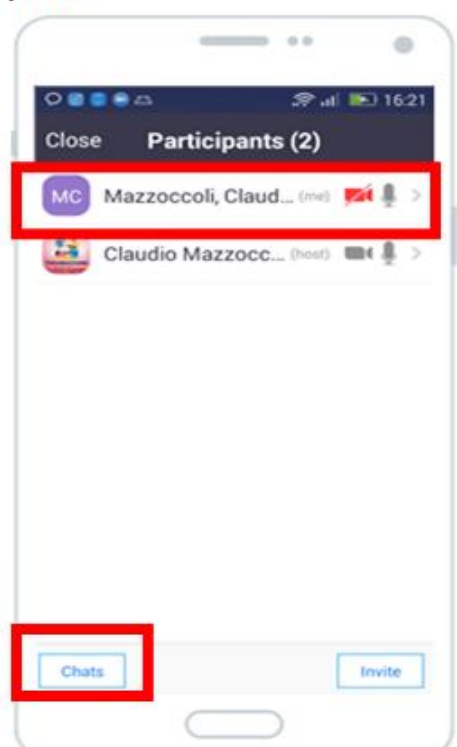 16:21
Close Participants (2)
MC Mazzoccoli, Claud... (me)
Claudio Mazzocc... (host)
Chats Invite